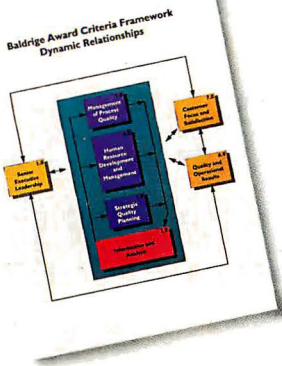 Baldrige Award Criteria Framework
Dynamic Relationships
Management
of Process
Quality
Customer
Focus and
Satisfaction
Human
Resource
Development
and
Management
Senior
Executive
Leadership
Quality and
Operational
Results
Strategic
Quality
Planning
Information and
Analysis